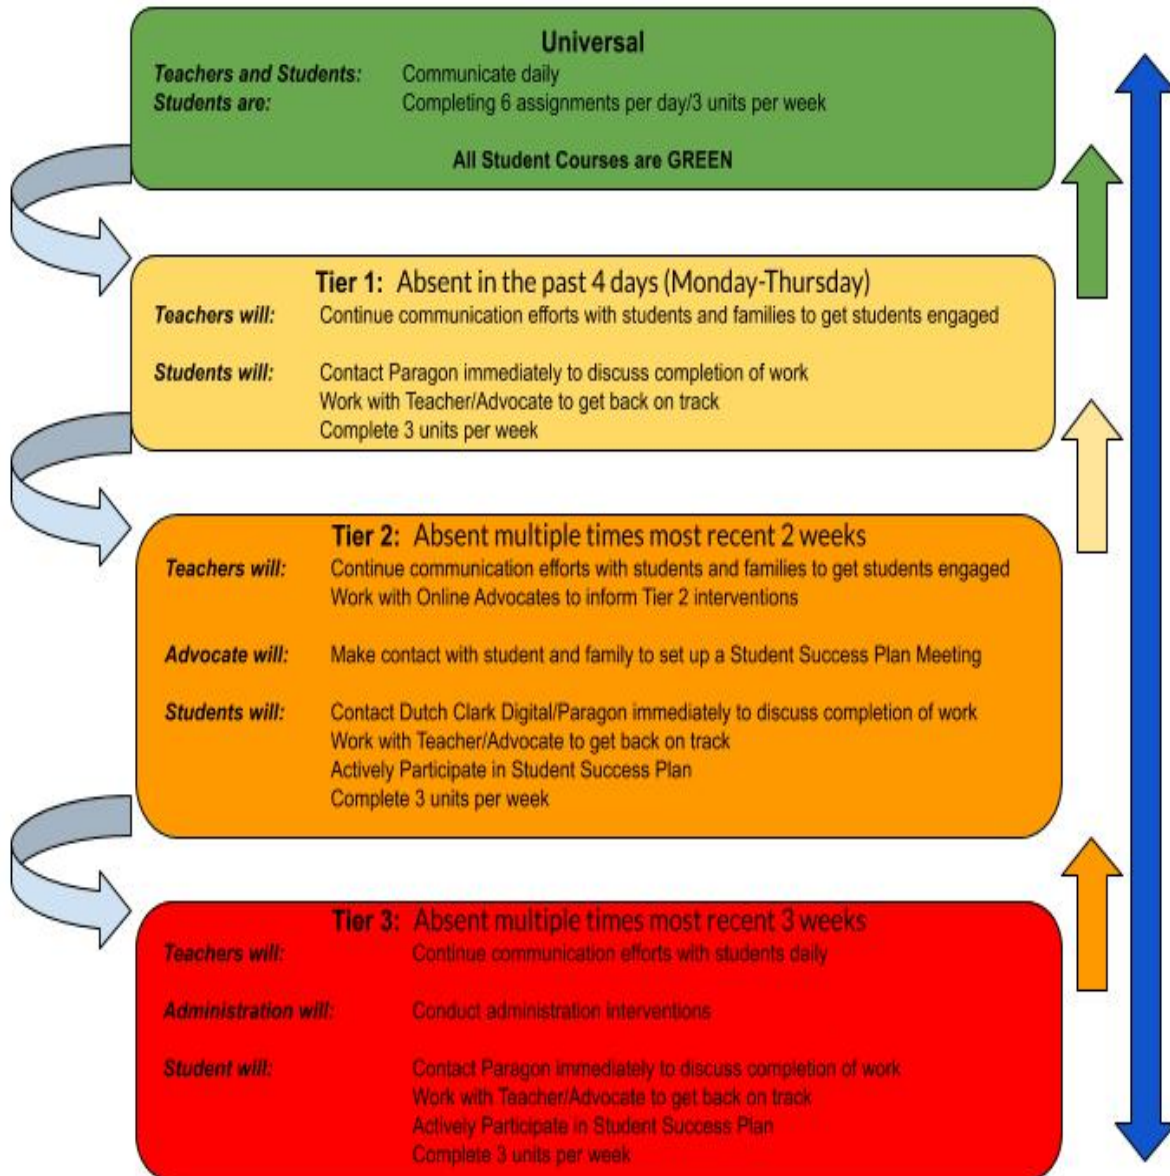 Universal
Teachers and Students: Communicate daily
Students are: Completing 6 assignments per day/3 units per week
All Student Courses are GREEN
Tier 1: Absent in the past 4 days (Monday-Thursday)
Teachers will: Continue communication efforts with students and families to get students engaged
Students will: Contact Paragon immediately to discuss completion of work
Work with Teacher/Advocate to get back on track
Complete 3 units per week
Tier 2: Absent multiple times most recent 2 weeks
Teachers will: Continue communication efforts with students and families to get students engaged
Work with Online Advocates to inform Tier 2 interventions
Advocate will: Make contact with student and family to set up a Student Success Plan Meeting
Students will: Contact Dutch Clark Digital/Paragon immediately to discuss completion of work
Work with Teacher/Advocate to get back on track
Actively Participate in Student Success Plan
Complete 3 units per week
Tier 3: Absent multiple times most recent 3 weeks
Teachers will: Continue communication efforts with students daily
Administration will: Conduct administration interventions
Student will: Contact Paragon immediately to discuss completion of work
Work with Teacher/Advocate to get back on track
Actively Participate in Student Success Plan
Complete 3 units per week